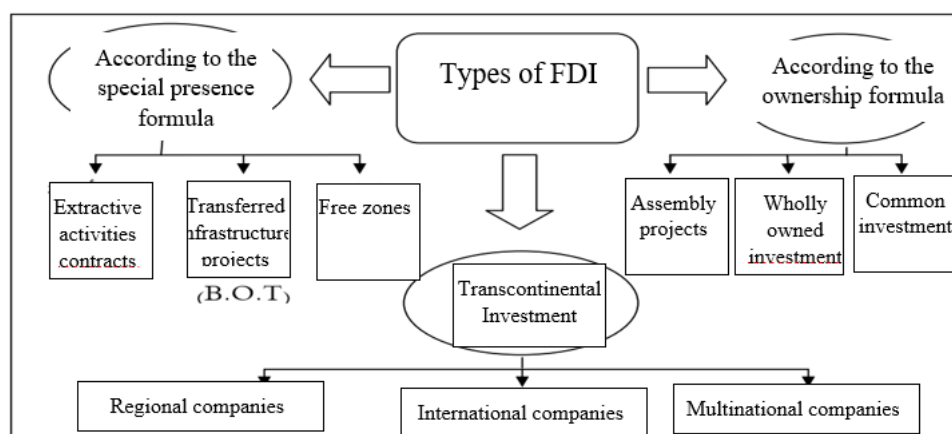 Types of FDI
According to the
special presence
formula
According to the
ownership formula
Extractive
activities
contracts
Transferred
nfrastructure
projects
(B.O.T)
Free zones
Assembly
projects
Wholly
owned
investment
Common
investment
Transcontinental
Investment
Regional companies
International companies
Multinational companies